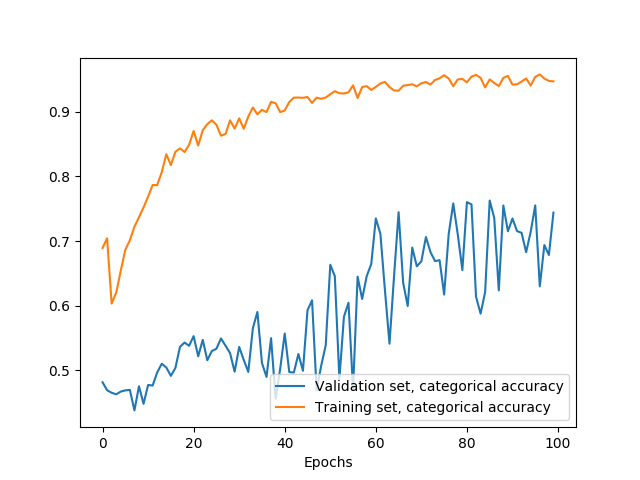 0.9
0.8
0.7
0.6
0.5
Validation set, categorical accuracy
Training set, categorical accuracy
0 20 40 60 80 100
Epochs